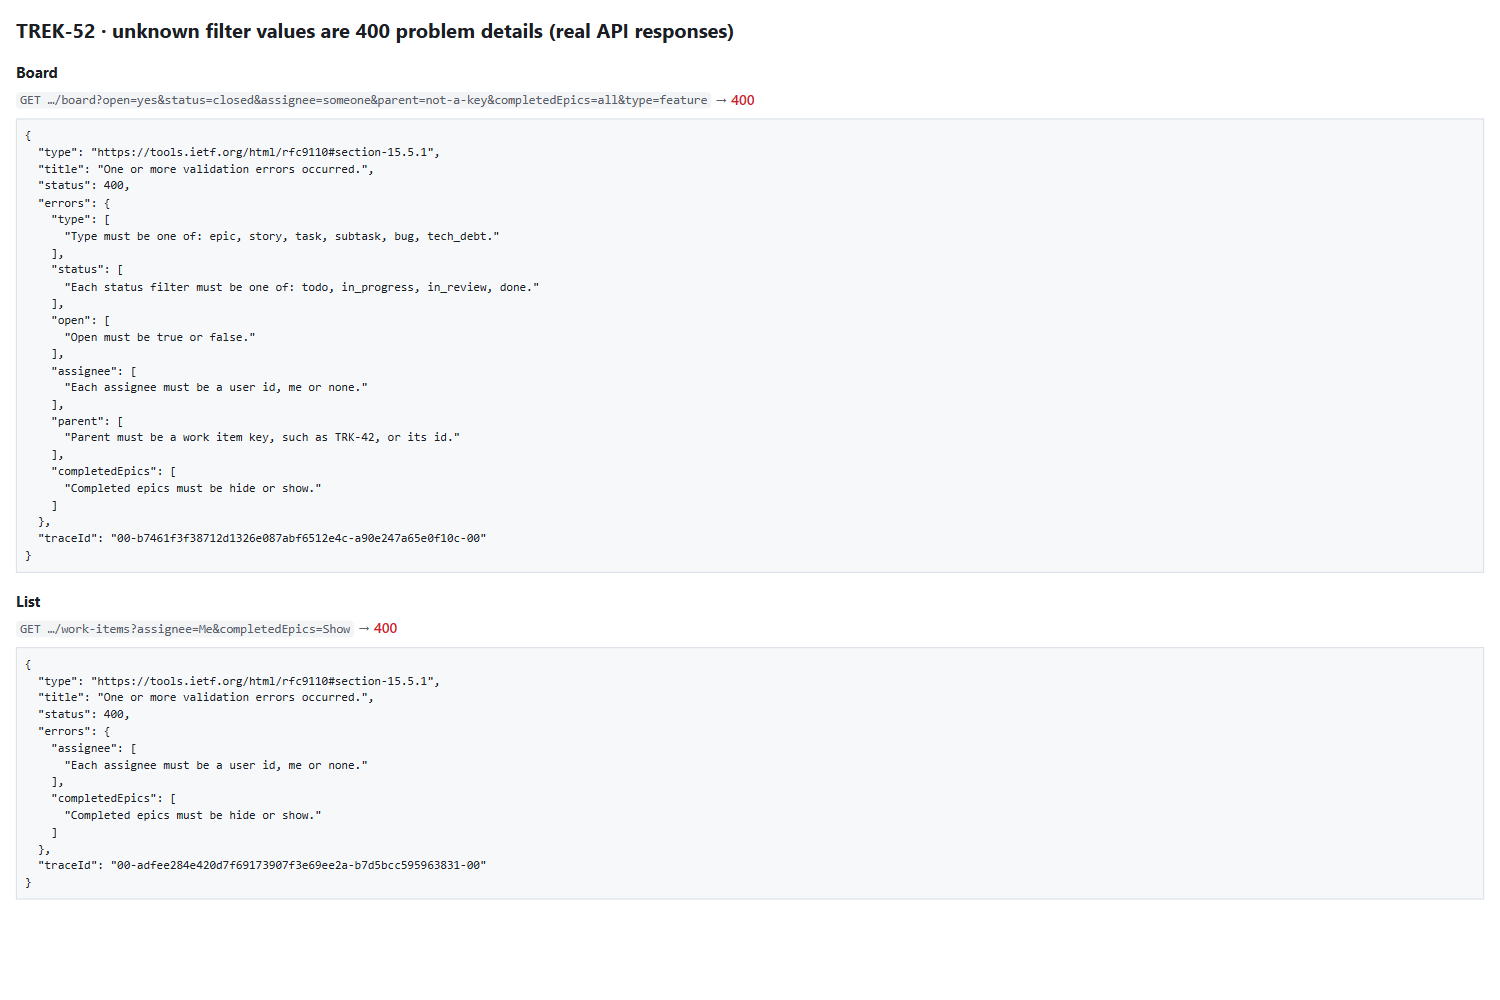 TREK-52 · unknown filter values are 400 problem details (real API responses)
Board
GET …/board?open=yes&status=closed&assignee=someone&parent=not-a-key&completedEpics=all&type=feature → 400
{
  "type": "https://tools.ietf.org/html/rfc9110#section-15.5.1",
  "title": "One or more validation errors occurred.",
  "status": 400,
  "errors": {
    "type": [
      "Type must be one of: epic, story, task, subtask, bug, tech_debt."
    ],
    "status": [
      "Each status filter must be one of: todo, in_progress, in_review, done."
    ],
    "open": [
      "Open must be true or false."
    ],
    "assignee": [
      "Each assignee must be a user id, me or none."
    ],
    "parent": [
      "Parent must be a work item key, such as TRK-42, or its id."
    ],
    "completedEpics": [
      "Completed epics must be hide or show."
    ]
  },
  "traceId": "00-b7461f3f38712d1326e087abf6512e4c-a90e247a65e0f10c-00"
}
List
GET …/work-items?assignee=Me&completedEpics=Show → 400
{
  "type": "https://tools.ietf.org/html/rfc9110#section-15.5.1",
  "title": "One or more validation errors occurred.",
  "status": 400,
  "errors": {
    "assignee": [
      "Each assignee must be a user id, me or none."
    ],
    "completedEpics": [
      "Completed epics must be hide or show."
    ]
  },
  "traceId": "00-adfee284e420d7f69173907f3e69ee2a-b7d5bcc595963831-00"
}